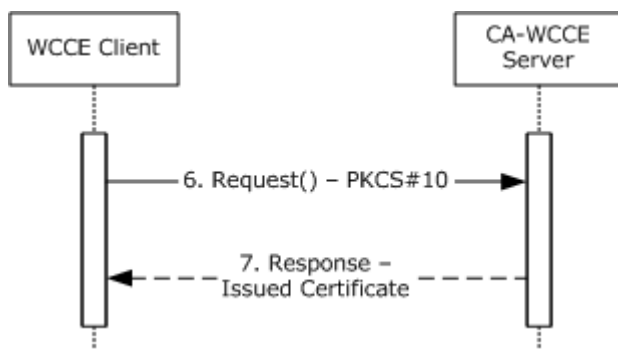 WCCE Client
CA-WCCE
Server
6. Request() – PKCS#10
7. Response –
Issued Certificate